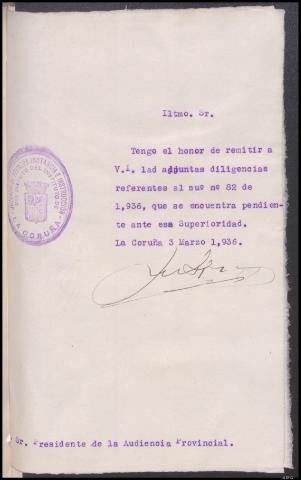 Iltmo. Sr.
Tengo el honor de remitir a
V.I. lad adjuntas diligencias
referentes al suº nº 82 de
1,936, que se encuentra pendien-
te ante esa Superioridad.
La Coruña 3 Marzo 1,936.
LA CORUÑA
Sr. Presidente de la Audiencia Provincial.